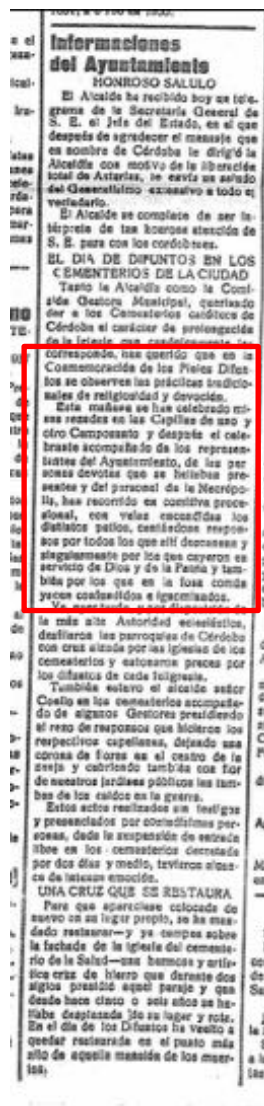 Informaciones
del Ayuntamiento
HONROSO SALUDO
El Alcalde ha recibido hoy un tele-
grama de la Secretaría General de
S. E. el Jefe del Estado, en el que
después de agradecer el mensaje que
en nombre de Córdoba le dirigió la
Alcaldía con motivo de la liberación
total de Asturias, se envía un saludo
del Generalísimo extensivo a todo el
vecindario.
El Alcalde se complace de ser in-
térprete de tan honrosa atención de
S. E. para con los cordobeses.
EL DIA DE DIFUNTOS EN LOS
CEMENTERIOS DE LA CIUDAD
Tanto la Alcaldía como la Comi-
sión Gestora Municipal, queriendo
dar a los Cementerios católicos de
Córdoba el carácter de prolongación
de la iglesia que
corresponde, han querido que en la
Conmemoración de los Fieles Difun-
tos se observen las prácticas tradicio-
nales de religiosidad y devoción.
Esta mañana se han celebrado mi-
sas rezadas en las Capillas de uno y
otro Camposanto y después el cele-
brante acompañado de los represen-
tantes del Ayuntamiento, de las per
sonas devotas que se hallaban pre-
sentes y del personal de la Necrópo-
lis, han recorrido en comitiva proce-
sional, con velas encendidas los
distintos patios, cantándose respon-
sos por todos los que allí descansan y
singularmente por los que cayeron en
servicio de Dios y de la Patria y tam-
bién por los que en la fosa común
yacen confundidos e
la más alta Autoridad eclesiástica,
desfilaron las parroquias de Córdoba
con cruz alzada por las iglesias de los
cementerios y entonaron preces por
los difuntos de cada feligresía.
También estuvo el alcalde señor
Coello en los cementerios acompaña-
do de algunos Gestores presidiendo
el rezo de responsos que hicieron los
respectivos capellanes, dejando una
corona de flores en el centro de la
y cubriendo también con flor
de nuestros jardines públicos las tum-
bas de los caídos en la guerra.
Estos actos realizados sin testigos
y presenciados por contadísimas per-
sonas, dada la suspensión de entrada
libre en los cementerios decretada
por dos días y medio, tuvieron
ca de intensa emoción.
UNA CRUZ QUE SE RESTAURA
Para que apareciese colocada de
nuevo en su lugar propio, se ha man-
dado restaurar—y ya campea sobre
la fachada de la iglesia del cemente-
rio de la Salud—una hermosa y artís-
tica cruz de hierro que durante dos
siglos presidió aquel paraje y que
desde hace cinco o seis años se ha-
llaba desplazada de su lugar y rota.
En el día de los Difuntos ha vuelto a
quedar restaurada en el punto más
alto de aquella mansión de los muer-
tos.